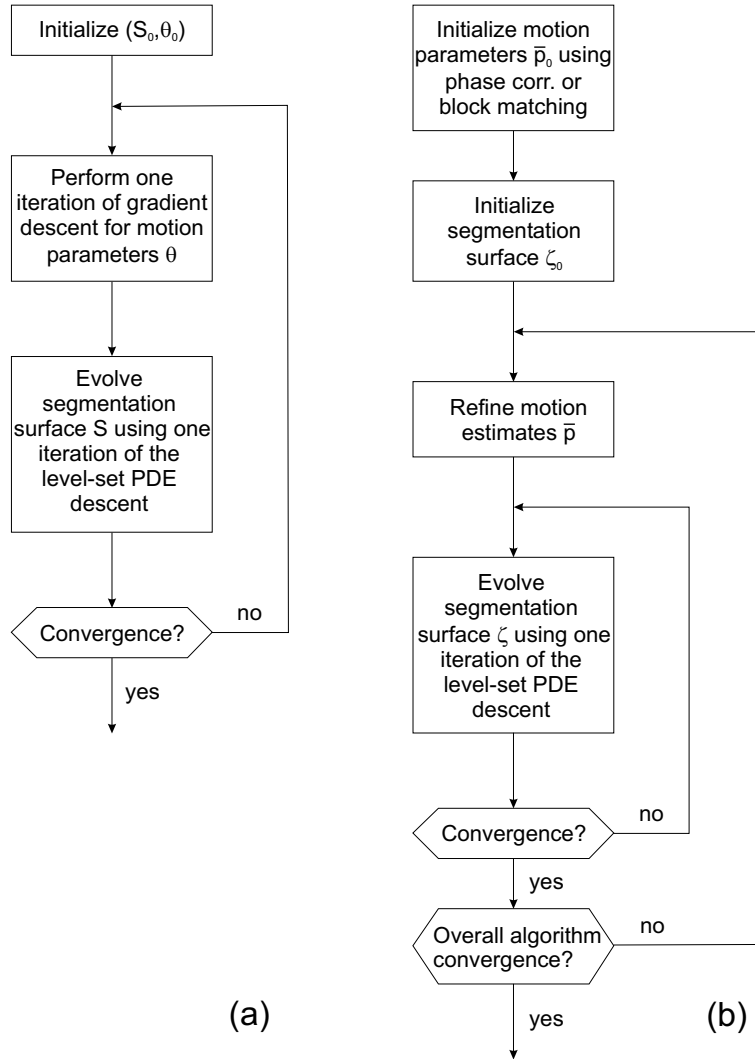 Initialize (S₀,θ₀)
Perform one
iteration of gradient
descent for motion
parameters θ
Evolve
segmentation
surface S using one
iteration of the
level-set PDE
descent
Convergence?
no
yes
(a)
Initialize motion
parameters p̅₀ using
phase corr. or
block matching
Initialize
segmentation
surface ζ₀
Refine motion
estimates p̅
Evolve
segmentation
surface ζ using one
iteration of the
level-set PDE
descent
Convergence?
no
yes
Overall algorithm
convergence?
no
yes
(b)